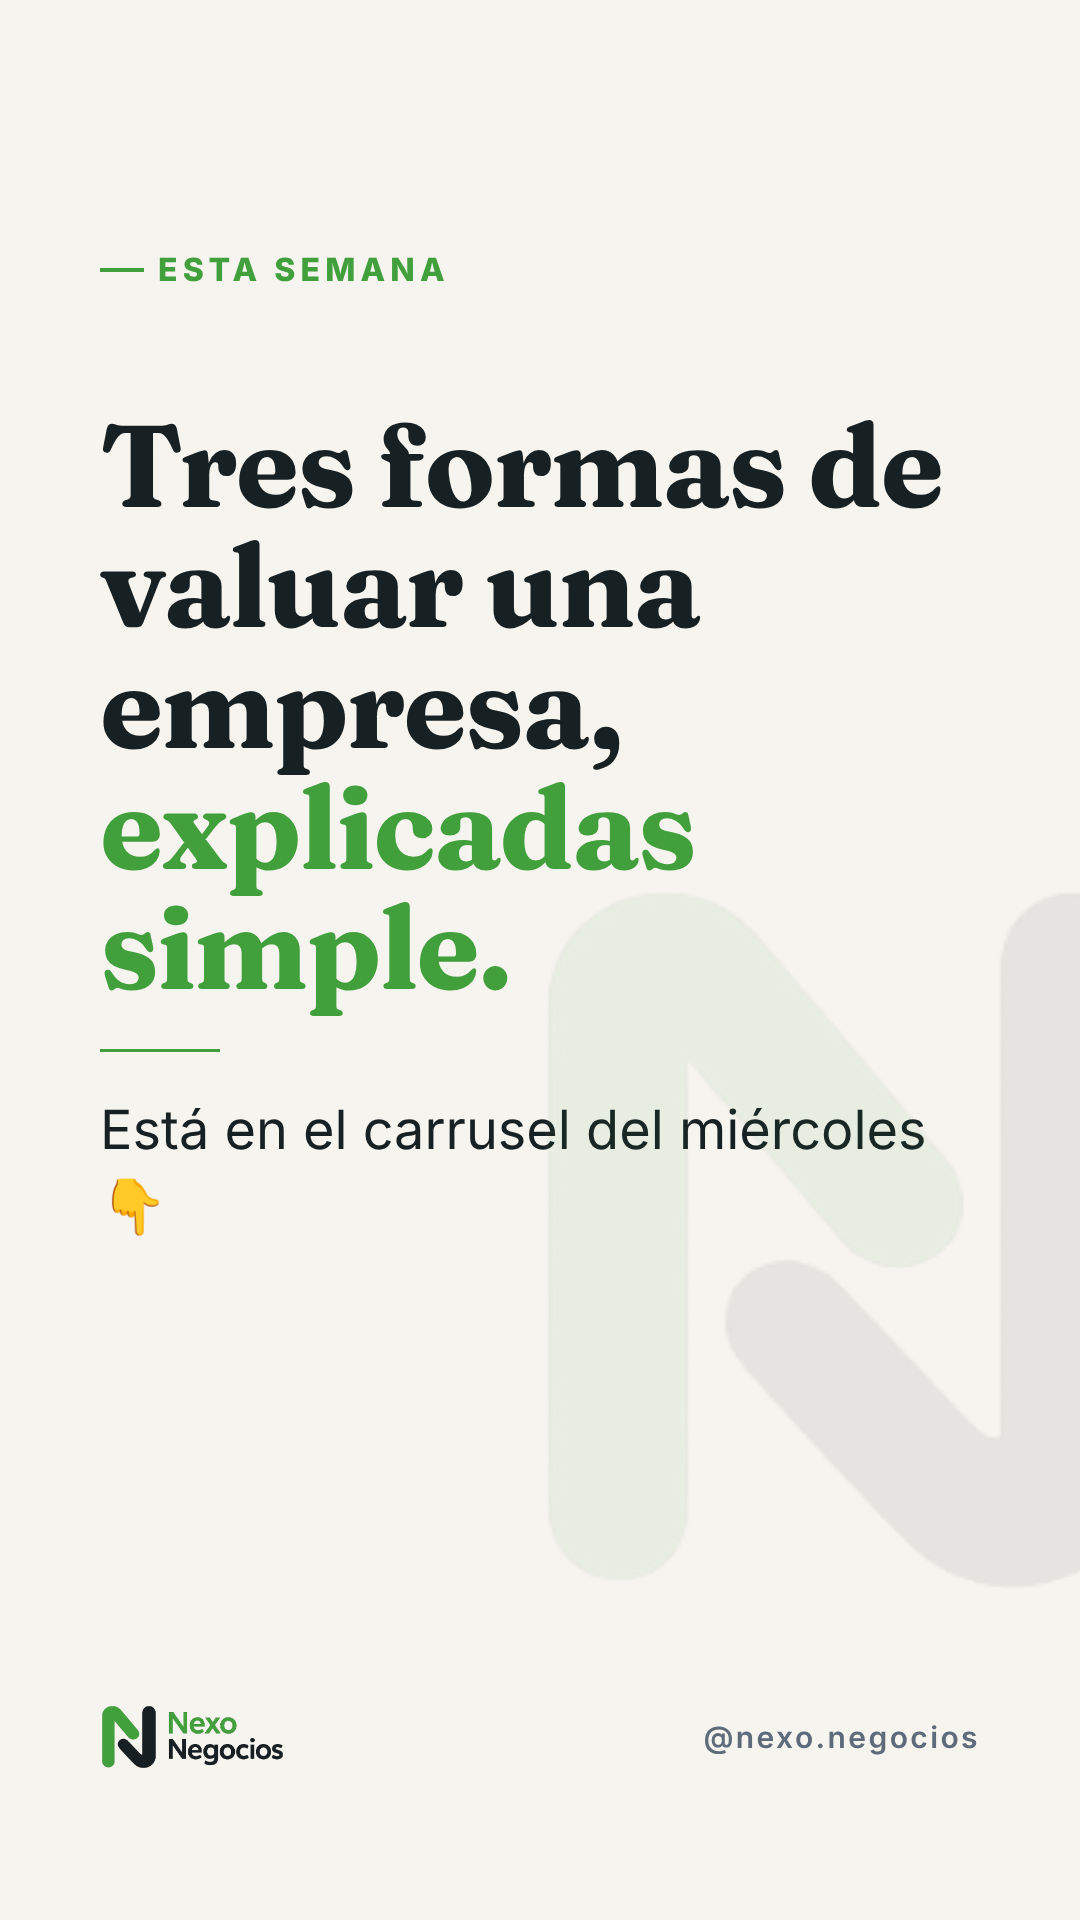 ESTA SEMANA
Tres formas de
valuar una
empresa,
explicadas
simple.
Está en el carrusel del miércoles
👇
Nexo
Negocios
@nexo.negocios